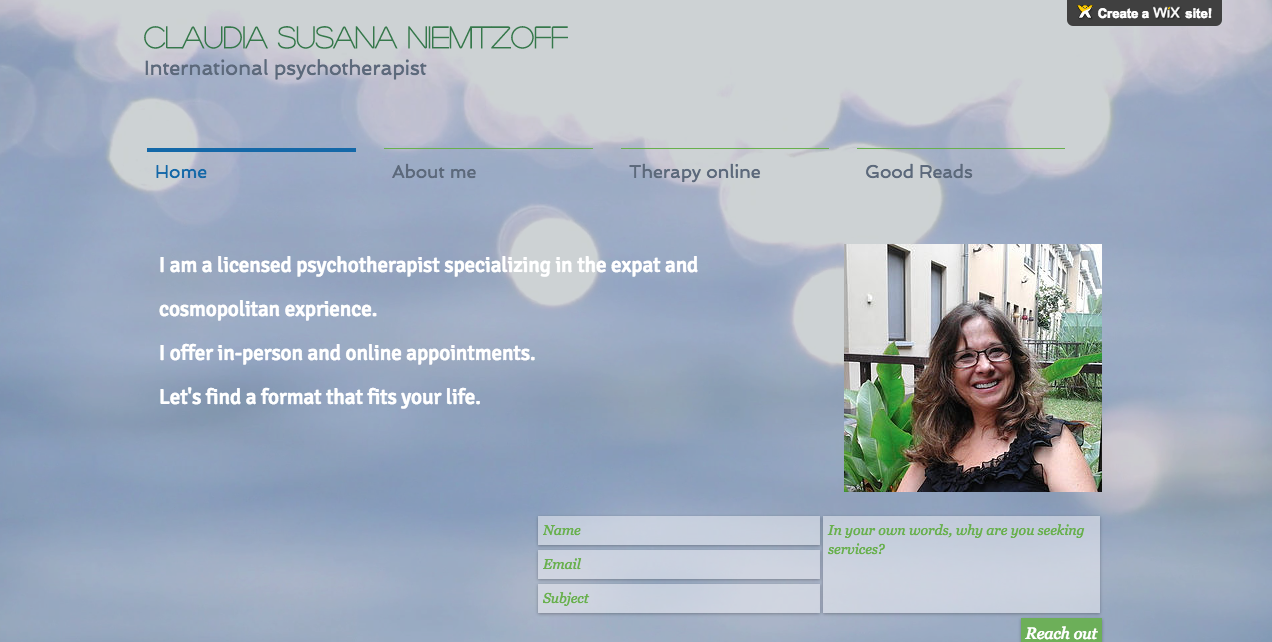 Create a WiX site!
CLAUDIA SUSANA NIEMTZOFF
International psychotherapist
Home
About me
Therapy online
Good Reads
I am a licensed psychotherapist specializing in the expat and
cosmopolitan exprience.
I offer in-person and online appointments.
Let's find a format that fits your life.
Name
Email
Subject
In your own words, why are you seeking
services?
Reach out